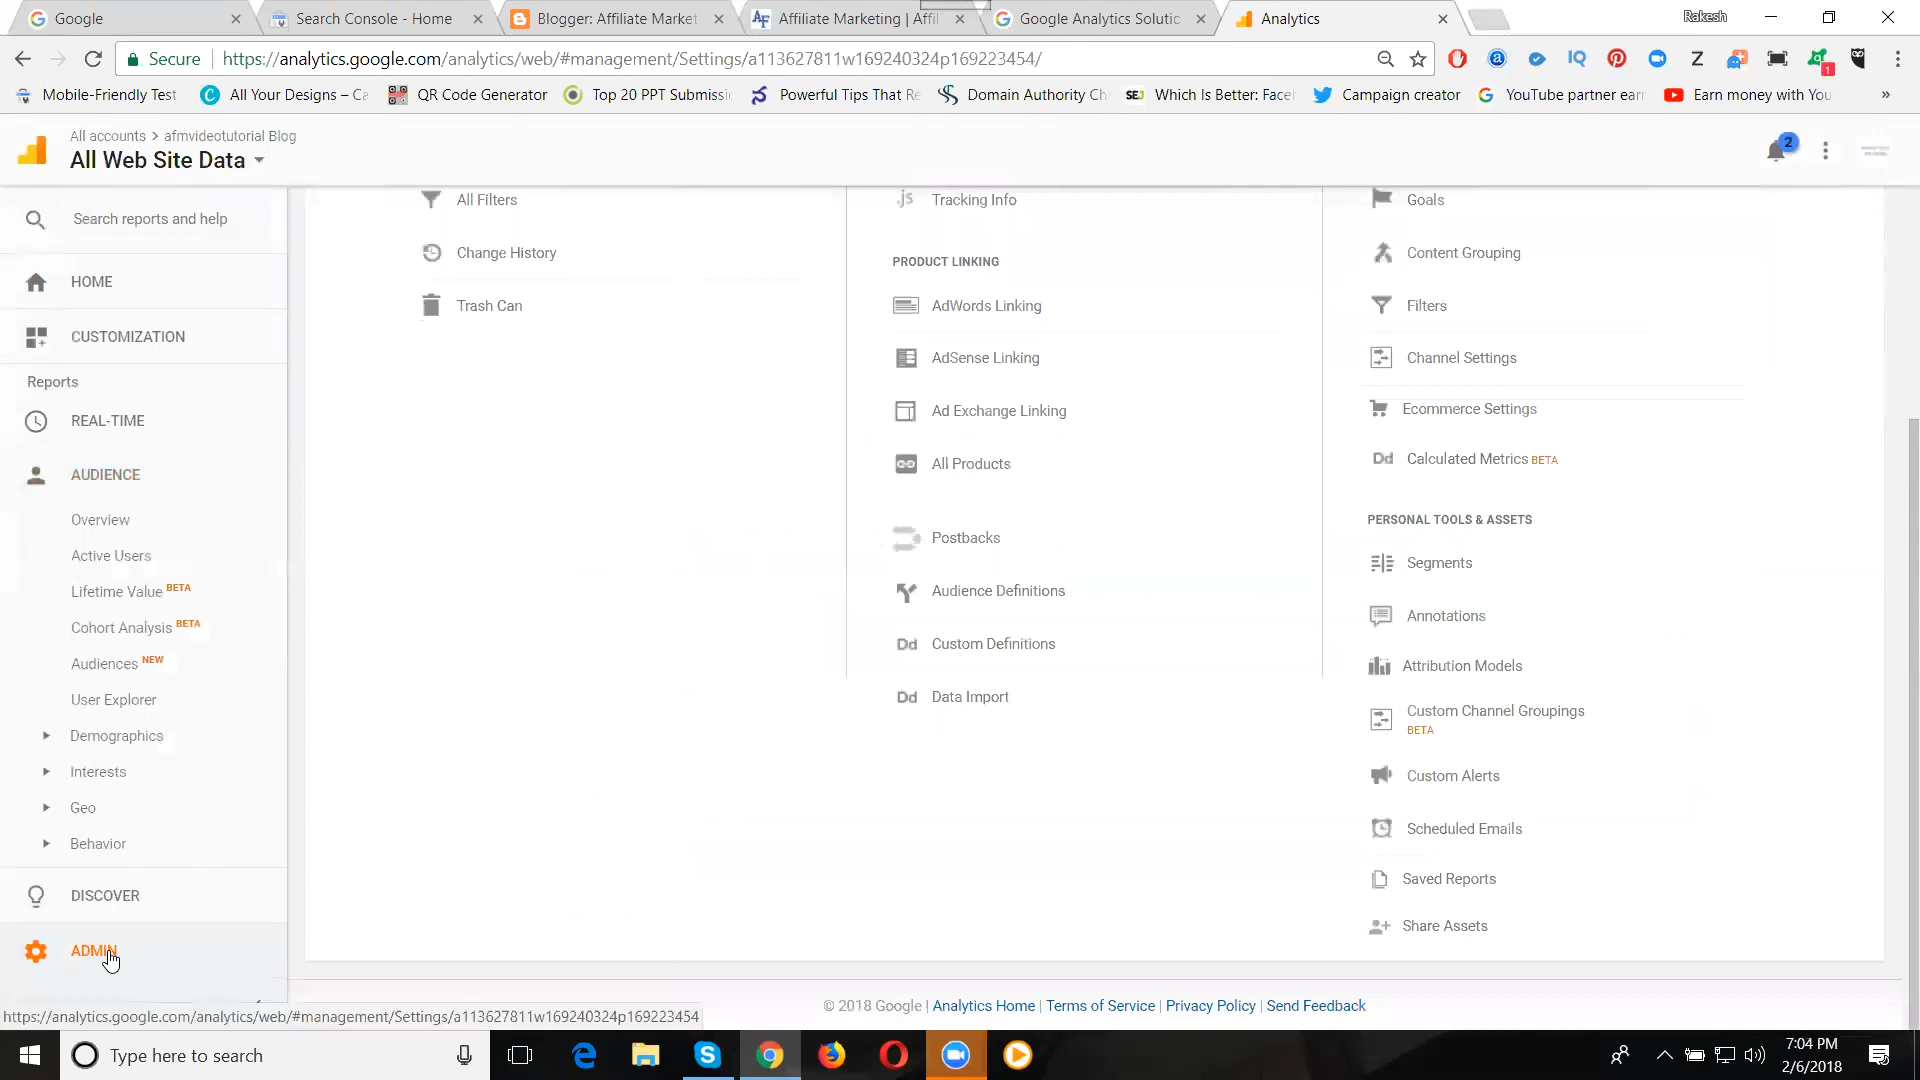 Google
Search Console - Home
Blogger: Affiliate Market
Affiliate Marketing | Affil
Google Analytics Solutic
Analytics
Rakesh
Secure
https://analytics.google.com/analytics/web/#management/Settings/a113627811w169240324p169223454/
Mobile-Friendly Test
All Your Designs – Ca
QR Code Generator
Top 20 PPT Submissi
Powerful Tips That Re
Domain Authority Ch
SEJ Which Is Better: Face
Campaign creator
YouTube partner earn
Earn money with You
»
All accounts > afmvideotutorial Blog
All Web Site Data
2
Search reports and help
HOME
CUSTOMIZATION
Reports
REAL-TIME
AUDIENCE
Overview
Active Users
Lifetime Value BETA
Cohort Analysis BETA
Audiences NEW
User Explorer
Demographics
Interests
Geo
Behavior
DISCOVER
ADMIN
All Filters
Change History
Trash Can
Tracking Info
PRODUCT LINKING
AdWords Linking
AdSense Linking
Ad Exchange Linking
All Products
Postbacks
Audience Definitions
Dd Custom Definitions
Dd Data Import
Goals
Content Grouping
Filters
Channel Settings
Ecommerce Settings
Dd Calculated Metrics BETA
PERSONAL TOOLS & ASSETS
Segments
Annotations
Attribution Models
Custom Channel Groupings
BETA
Custom Alerts
Scheduled Emails
Saved Reports
Share Assets
© 2018 Google | Analytics Home | Terms of Service | Privacy Policy | Send Feedback
https://analytics.google.com/analytics/web/#management/Settings/a113627811w169240324p169223454
Type here to search
7:04 PM
2/6/2018